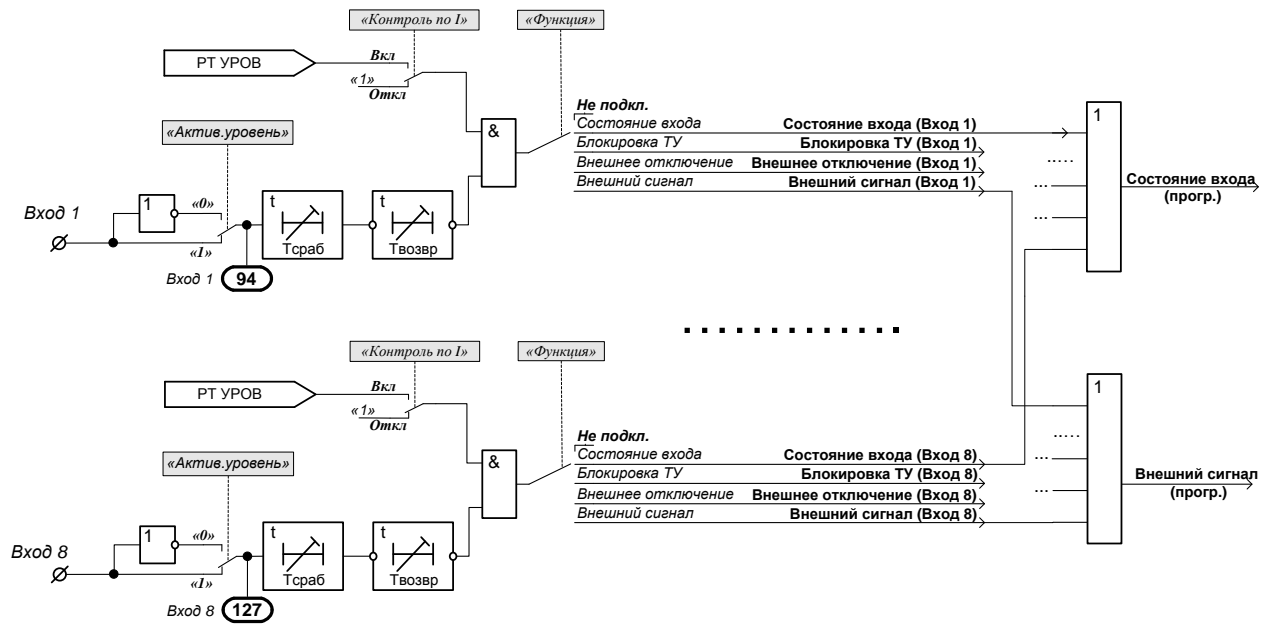 «Контроль по I»
«Функция»
РТ УРОВ
Вкл
«1»
Откл
«Актив.уровень»
&
Не подкл.
Состояние входа
Состояние входа (Вход 1)
Блокировка ТУ
Блокировка ТУ (Вход 1)
Внешнее отключение
Внешнее отключение (Вход 1)
Внешний сигнал
Внешний сигнал (Вход 1)
1
.....
...
...
Состояние входа
(прогр.)
Вход 1
1
«0»
«1»
t
Тсраб
t
Твозвр
Вход 1
94
.............
«Контроль по I»
«Функция»
РТ УРОВ
Вкл
«1»
Откл
«Актив.уровень»
&
Не подкл.
Состояние входа
Состояние входа (Вход 8)
Блокировка ТУ
Блокировка ТУ (Вход 8)
Внешнее отключение
Внешнее отключение (Вход 8)
Внешний сигнал
Внешний сигнал (Вход 8)
1
.....
...
...
Внешний сигнал
(прогр.)
Вход 8
1
«0»
«1»
t
Тсраб
t
Твозвр
Вход 8
127